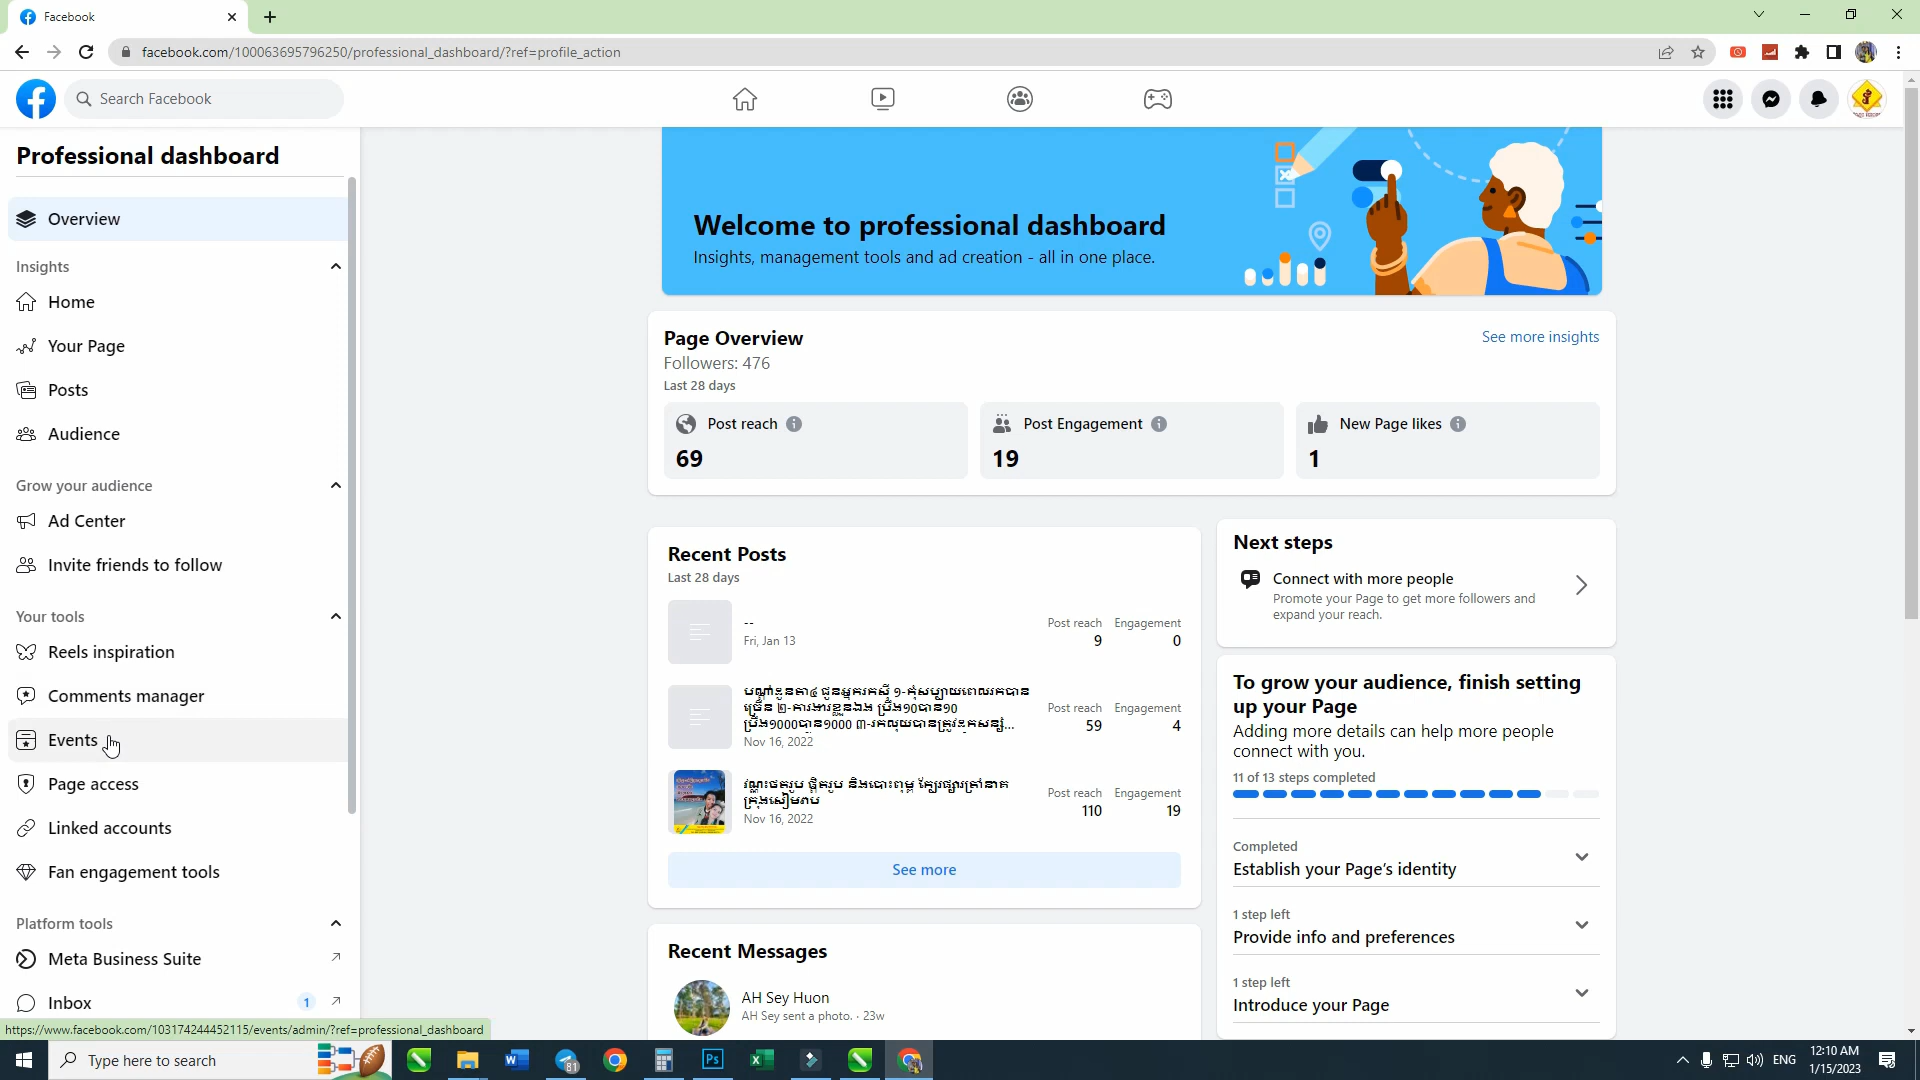 Facebook
facebook.com/100063695796250/professional_dashboard/?ref=profile_action
Search Facebook
Professional dashboard
Overview
Insights
Home
Your Page
Posts
Audience
Grow your audience
Ad Center
Invite friends to follow
Your tools
Reels inspiration
Comments manager
Events
Page access
Linked accounts
Fan engagement tools
Platform tools
Meta Business Suite
Inbox 1
https://www.facebook.com/103174244452115/events/admin/?ref=professional_dashboard
Welcome to professional dashboard
Insights, management tools and ad creation - all in one place.
Page Overview
See more insights
Followers: 476
Last 28 days
Post reach
69
Post Engagement
19
New Page likes
1
Recent Posts
Last 28 days
--
Fri, Jan 13
Post reach Engagement
9 0
Post reach Engagement
59 4
Nov 16, 2022
Post reach Engagement
110 19
Nov 16, 2022
See more
Recent Messages
AH Sey Huon
AH Sey sent a photo. · 23w
Next steps
Connect with more people
Promote your Page to get more followers and
expand your reach.
To grow your audience, finish setting
up your Page
Adding more details can help more people
connect with you.
11 of 13 steps completed
Completed
Establish your Page's identity
1 step left
Provide info and preferences
1 step left
Introduce your Page
Type here to search
81
ENG
12:10 AM
1/15/2023